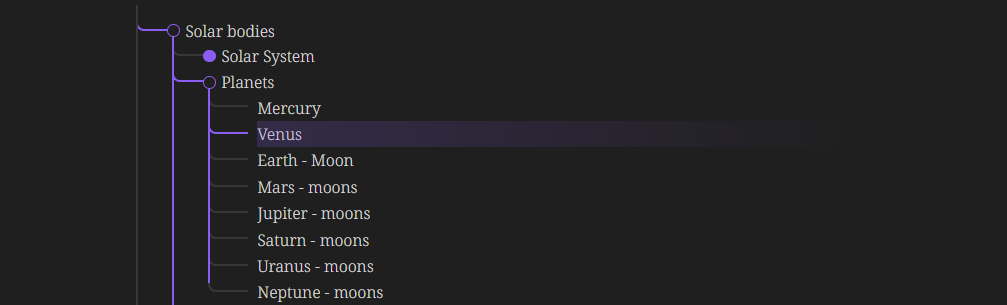 Solar bodies
Solar System
Planets
Mercury
Venus
Earth - Moon
Mars - moons
Jupiter - moons
Saturn - moons
Uranus - moons
Neptune - moons